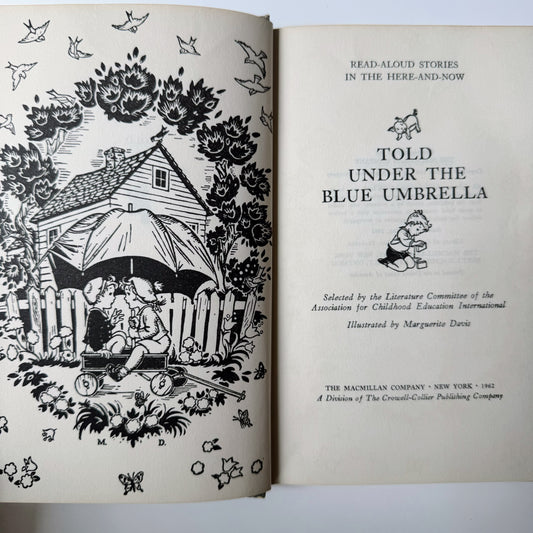 M. D.
READ-ALOUD STORIES
IN THE HERE-AND-NOW
TOLD
UNDER THE
BLUE UMBRELLA
Selected by the Literature Committee of the
Association for Childhood Education International
Illustrated by Marguerite Davis
THE MACMILLAN COMPANY · NEW YORK · 1962
A Division of The Crowell-Collier Publishing Company